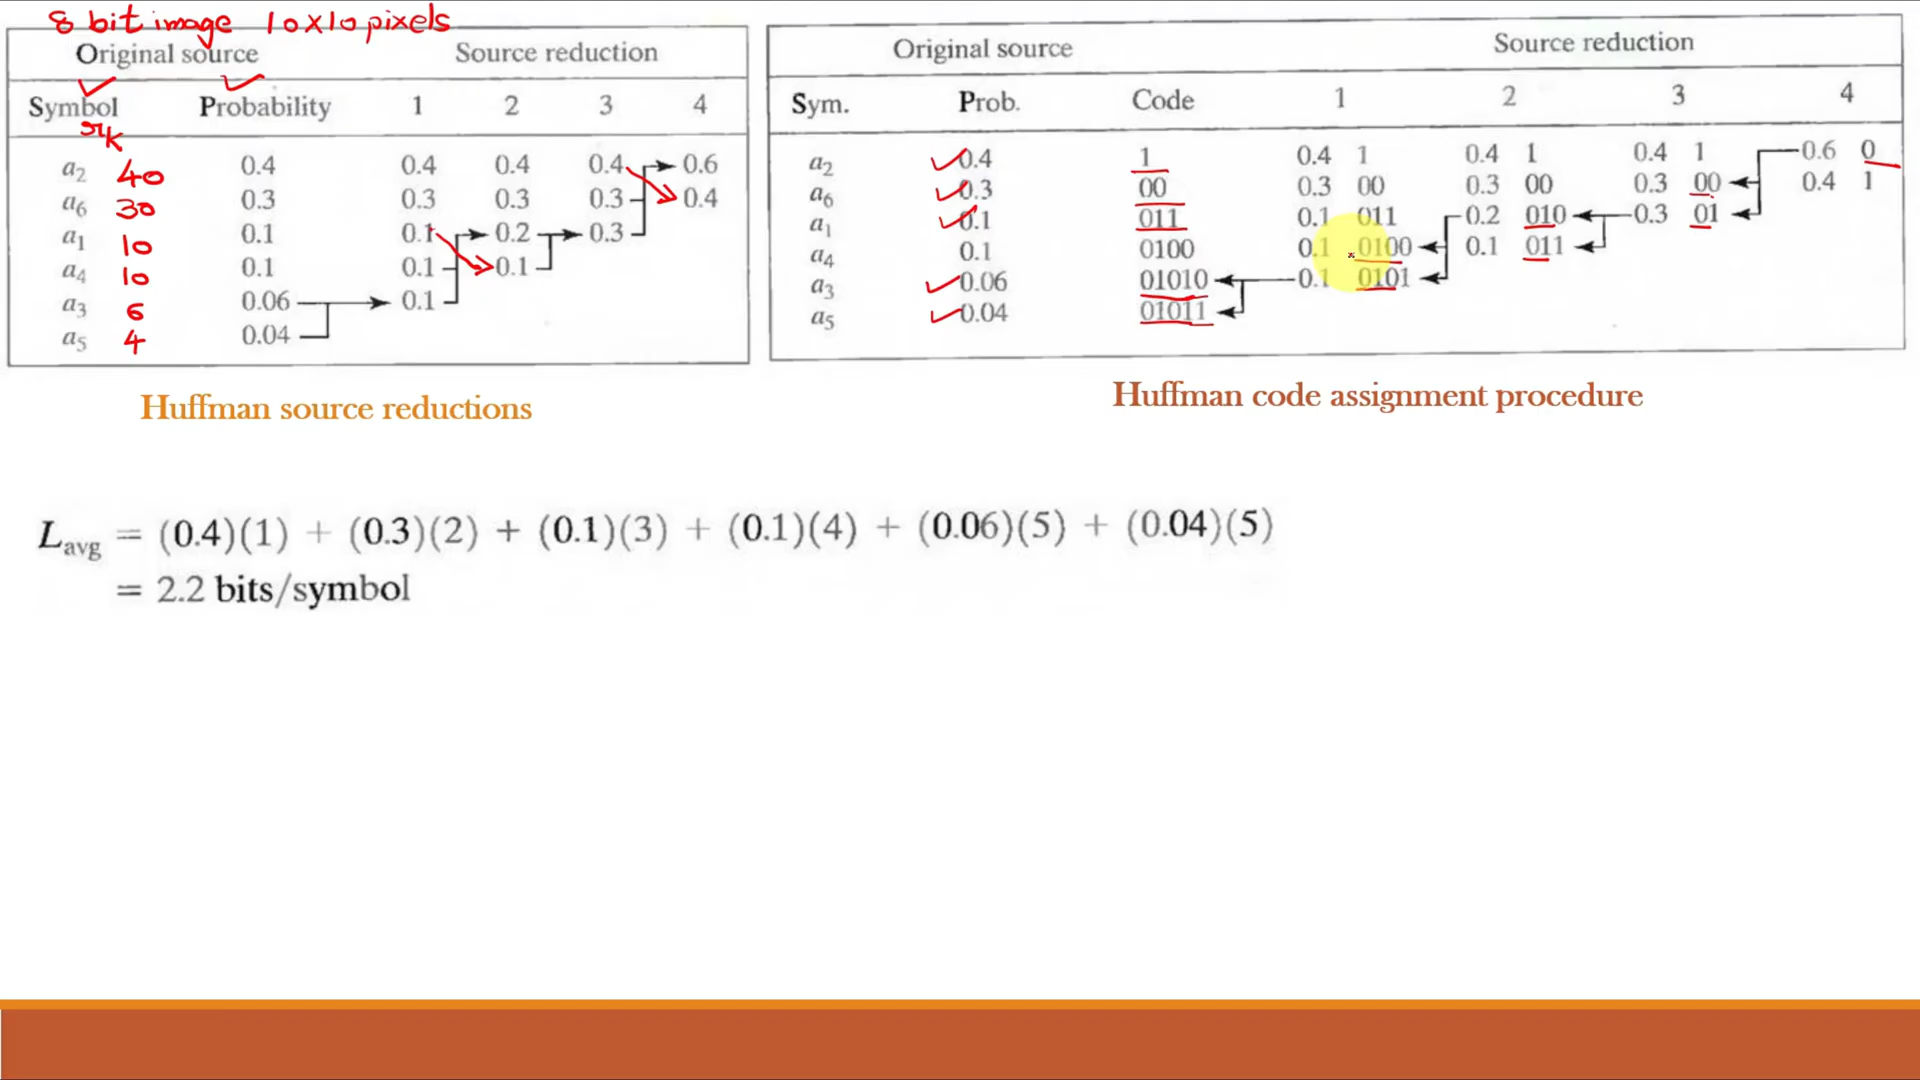 8 bit image 10x10 pixels
Original source Source reduction
Symbol Probability 1 2 3 4
rk
a2 40 0.4 0.4 0.4 0.4 0.6
a6 30 0.3 0.3 0.3 0.3 0.4
a1 10 0.1 0.1 0.2 0.3
a4 10 0.1 0.1 0.1
a3 6 0.06 0.1
a5 4 0.04
Huffman source reductions
Original source Source reduction
Sym. Prob. Code 1 2 3 4
a2 0.4 1 0.4 1 0.4 1 0.4 1 0.6 0
a6 0.3 00 0.3 00 0.3 00 0.3 00 0.4 1
a1 0.1 011 0.1 011 0.2 010 0.3 01
a4 0.1 0100 0.1 0100 0.1 011
a3 0.06 01010 0.1 0101
a5 0.04 01011
Huffman code assignment procedure
Lavg = (0.4)(1) + (0.3)(2) + (0.1)(3) + (0.1)(4) + (0.06)(5) + (0.04)(5)
= 2.2 bits/symbol